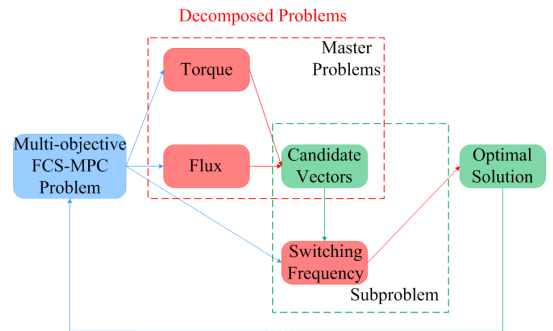 Decomposed Problems
Master
Problems
Torque
Multi-objective
FCS-MPC
Problem
Flux
Candidate
Vectors
Optimal
Solution
Switching
Frequency
Subproblem